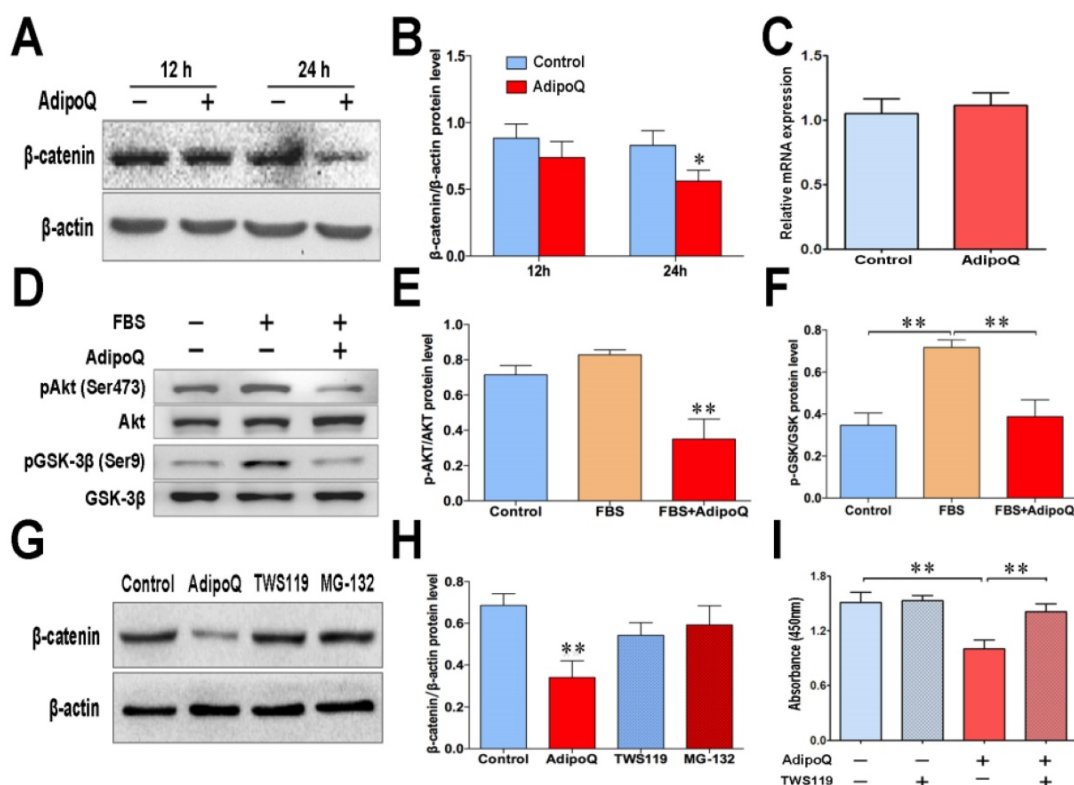 A
12 h 24 h
AdipoQ – + – +
β-catenin
β-actin
B
β-catenin/β-actin protein level
1.5
1.0
0.5
0.0
Control
AdipoQ
*
12h 24h
C
Relative mRNA expression
1.5
1.0
1.5
0.0
Control AdipoQ
D
FBS – + +
AdipoQ – – +
pAkt (Ser473)
Akt
pGSK-3β (Ser9)
GSK-3β
E
p-AKT/AKT protein level
1.0
0.8
0.6
0.4
0.2
0.0
**
Control FBS FBS+AdipoQ
F
p-GSK/GSK protein level
0.8
0.6
0.4
0.2
0.0
** **
Control FBS FBS+AdipoQ
G
Control AdipoQ TWS119 MG-132
β-catenin
β-actin
H
β-catenin/β-actin protein level
0.8
0.6
0.4
0.2
0.0
**
Control AdipoQ TWS119 MG-132
I
Absorbance (450nm)
1.8
1.2
1.6
0.0
** **
AdipoQ – – + +
TWS119 – + – +